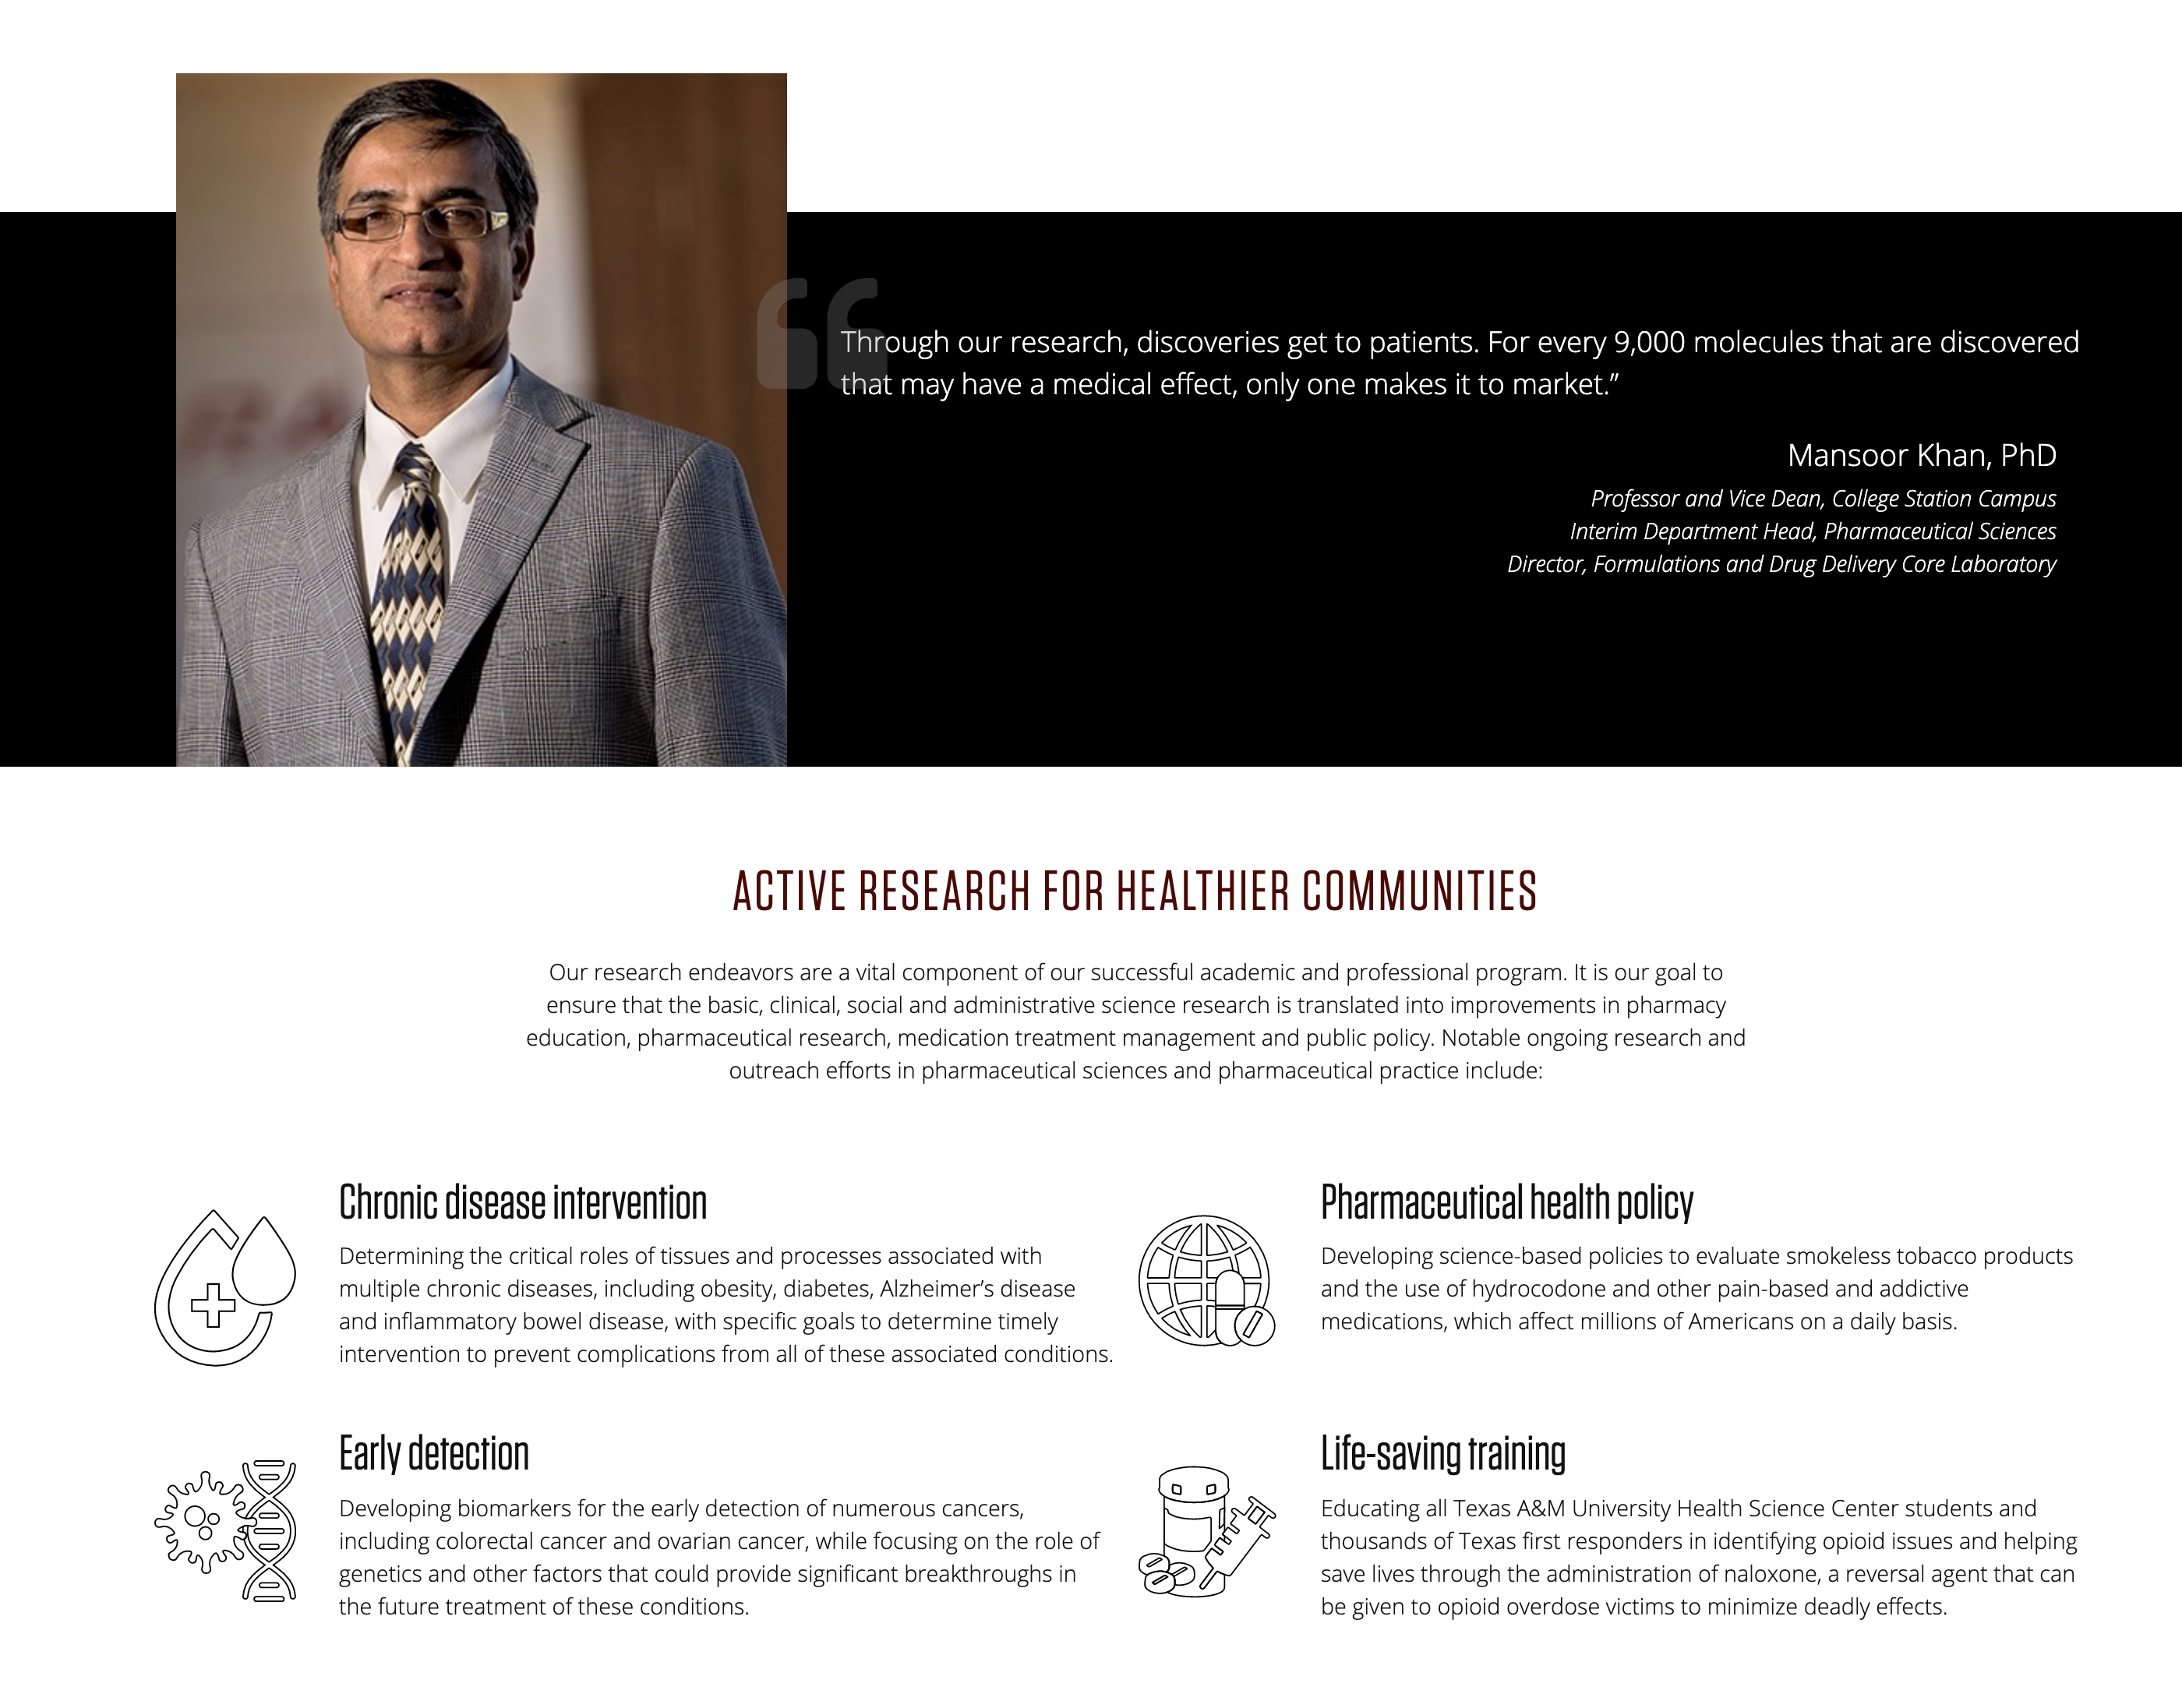 Through our research, discoveries get to patients. For every 9,000 molecules that are discovered
that may have a medical effect, only one makes it to market.”
Mansoor Khan, PhD
Professor and Vice Dean, College Station Campus
Interim Department Head, Pharmaceutical Sciences
Director, Formulations and Drug Delivery Core Laboratory
ACTIVE RESEARCH FOR HEALTHIER COMMUNITIES
Our research endeavors are a vital component of our successful academic and professional program. It is our goal to
ensure that the basic, clinical, social and administrative science research is translated into improvements in pharmacy
education, pharmaceutical research, medication treatment management and public policy. Notable ongoing research and
outreach efforts in pharmaceutical sciences and pharmaceutical practice include:
Chronic disease intervention
Determining the critical roles of tissues and processes associated with
multiple chronic diseases, including obesity, diabetes, Alzheimer’s disease
and inflammatory bowel disease, with specific goals to determine timely
intervention to prevent complications from all of these associated conditions.
Pharmaceutical health policy
Developing science-based policies to evaluate smokeless tobacco products
and the use of hydrocodone and other pain-based and addictive
medications, which affect millions of Americans on a daily basis.
Early detection
Developing biomarkers for the early detection of numerous cancers,
including colorectal cancer and ovarian cancer, while focusing on the role of
genetics and other factors that could provide significant breakthroughs in
the future treatment of these conditions.
Life-saving training
Educating all Texas A&M University Health Science Center students and
thousands of Texas first responders in identifying opioid issues and helping
save lives through the administration of naloxone, a reversal agent that can
be given to opioid overdose victims to minimize deadly effects.